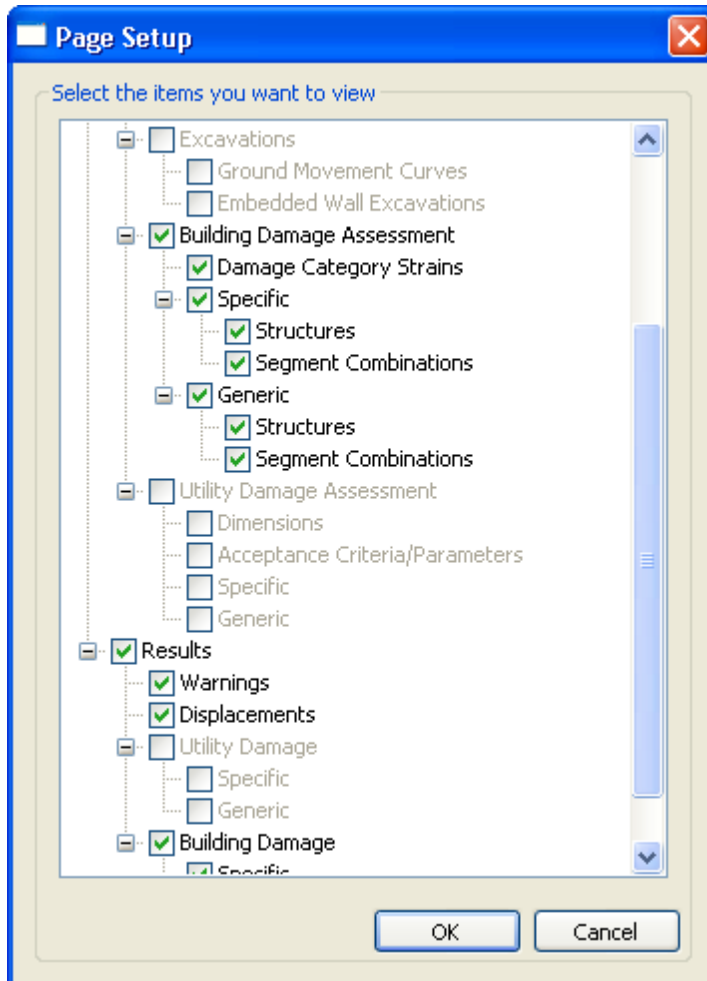 Page Setup
Select the items you want to view
Excavations
Ground Movement Curves
Embedded Wall Excavations
Building Damage Assessment
Damage Category Strains
Specific
Structures
Segment Combinations
Generic
Structures
Segment Combinations
Utility Damage Assessment
Dimensions
Acceptance Criteria/Parameters
Specific
Generic
Results
Warnings
Displacements
Utility Damage
Specific
Generic
Building Damage
Specific
OK Cancel